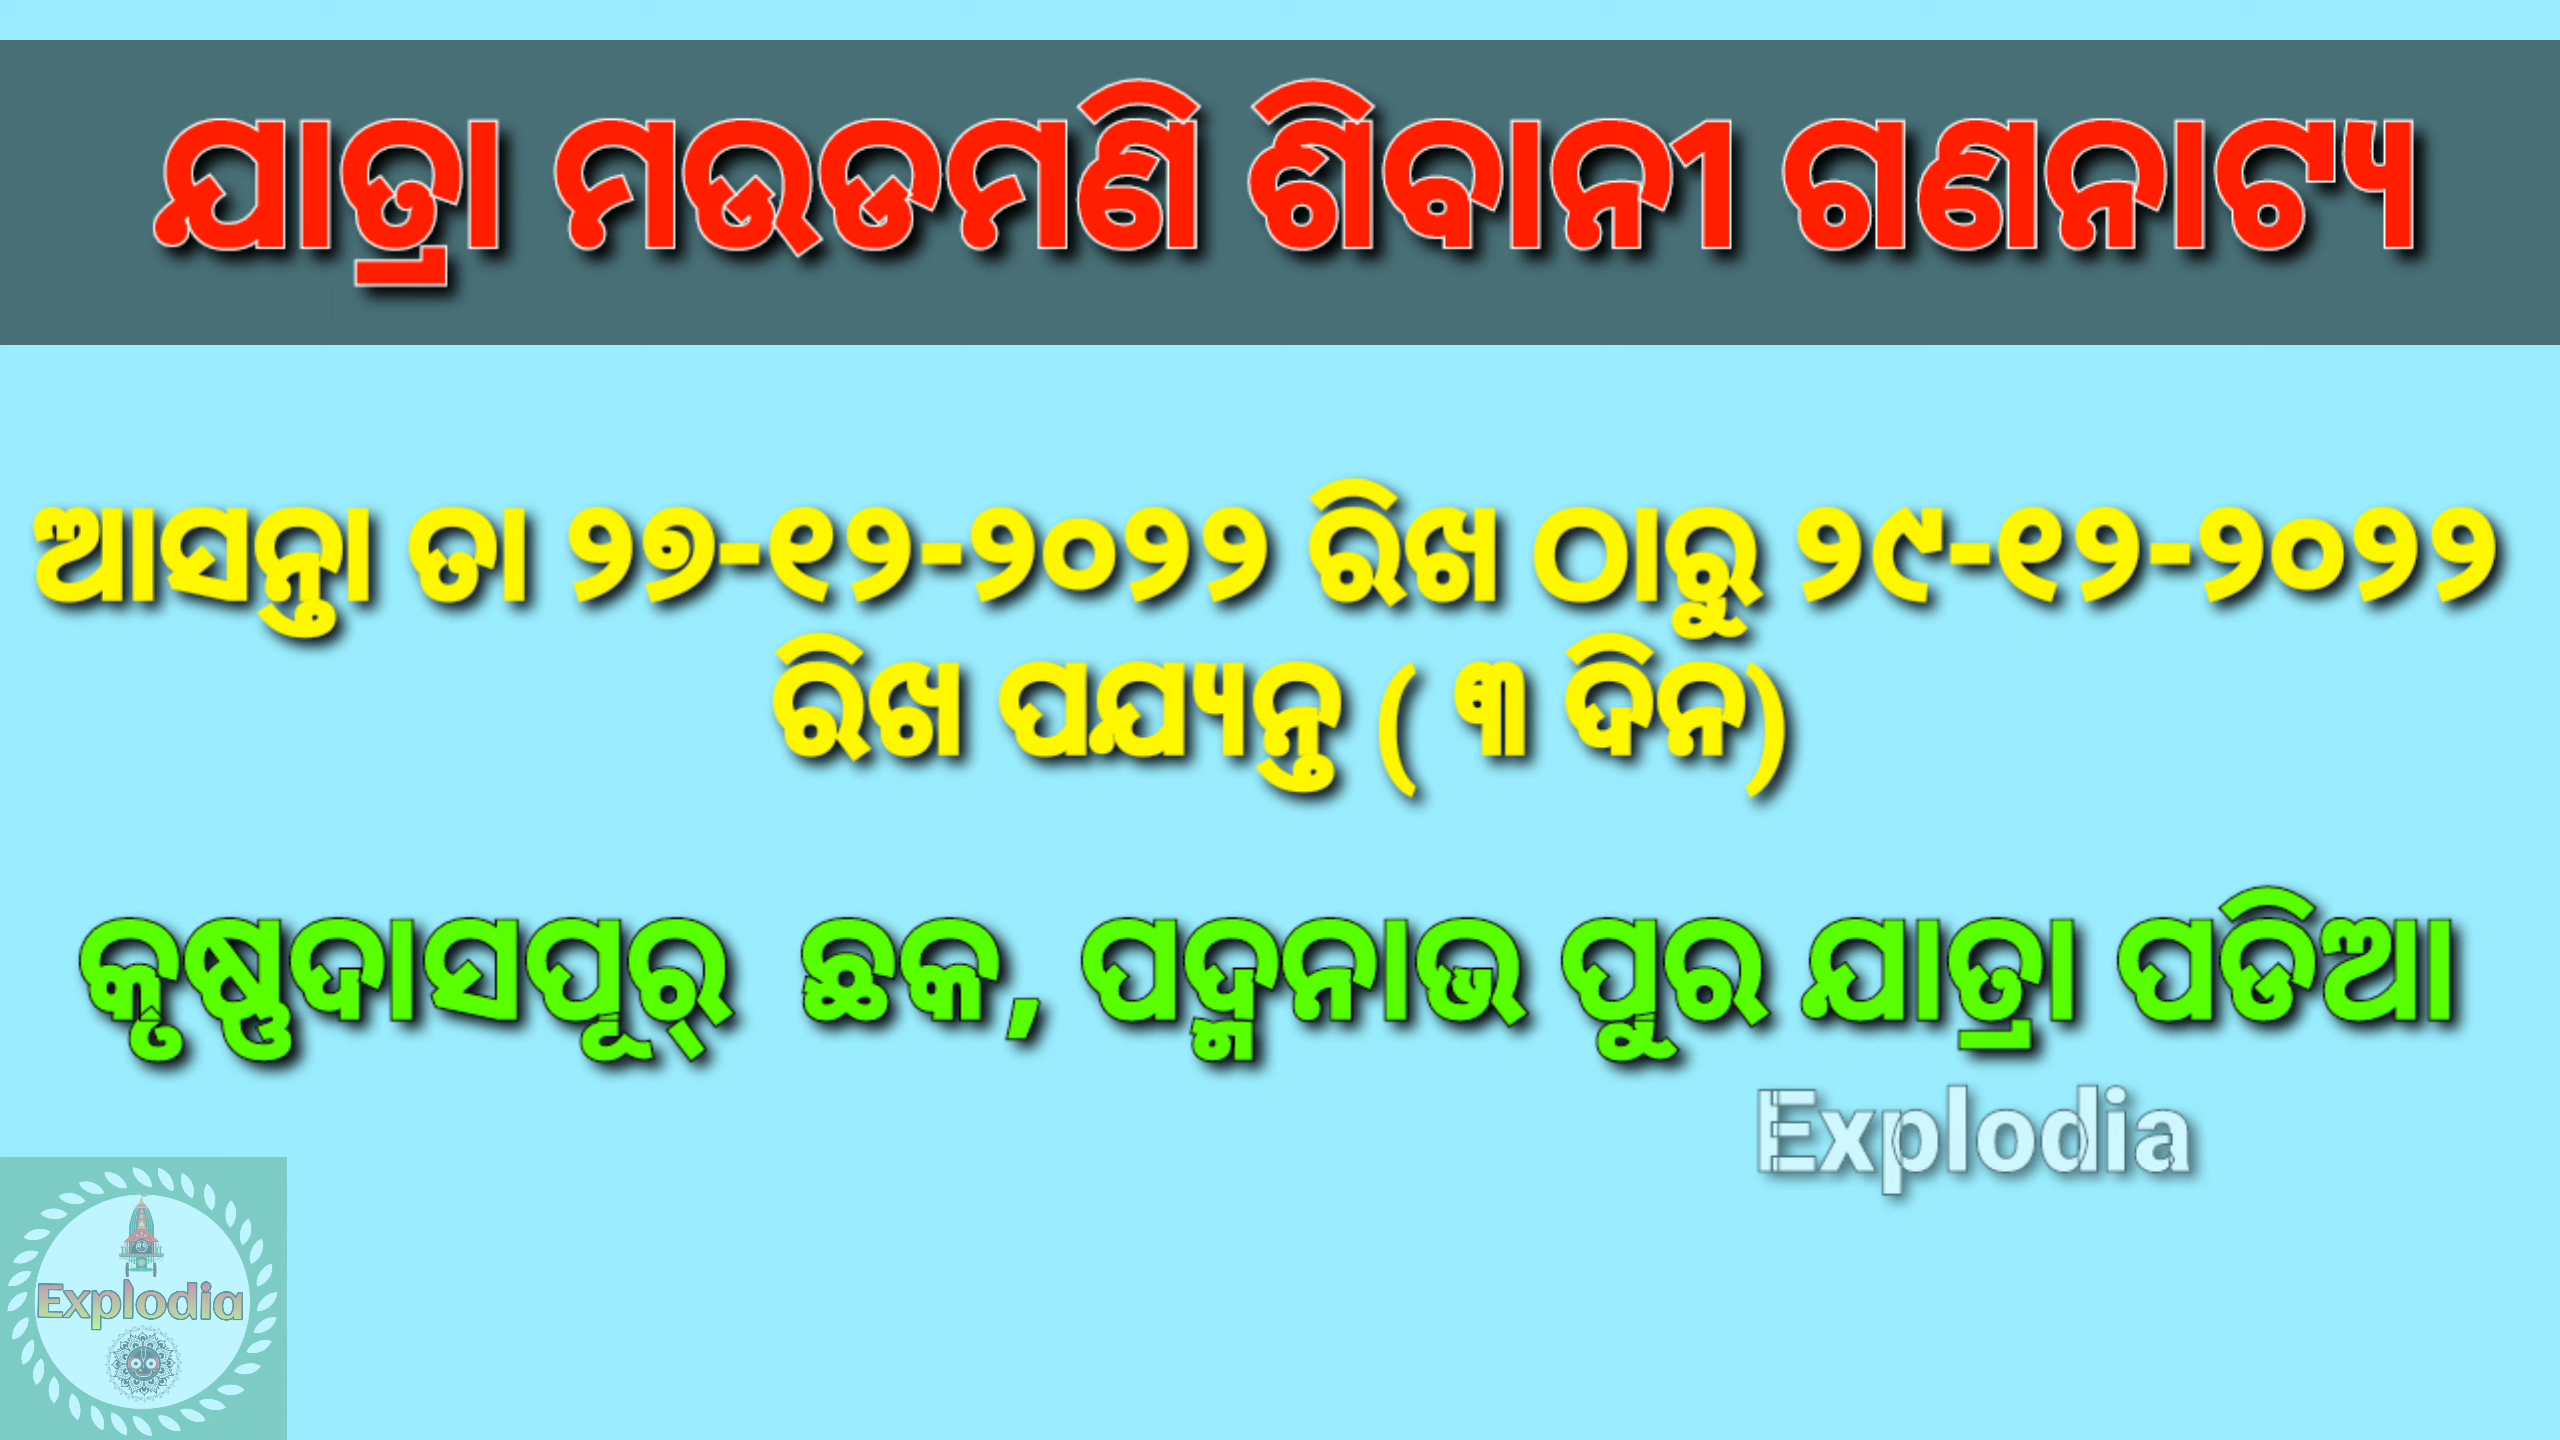 ଯାତ୍ରା ମଉଡମଣି ଶିବାନୀ ଗଣନାଟ୍ୟ
ଆସନ୍ତା ତା ୨୭-୧୨-୨୦୨୨ ରିଖ ଠାରୁ ୨୯-୧୨-୨୦୨୨
ରିଖ ପଯ୍ୟନ୍ତ ( ୩ ଦିନ)
କୃଷ୍ଣଦାସପୂର୍ ଛକ, ପଦ୍ମନାଭ ପୁର ଯାତ୍ରା ପଡିଆ
Explodia
Explodia